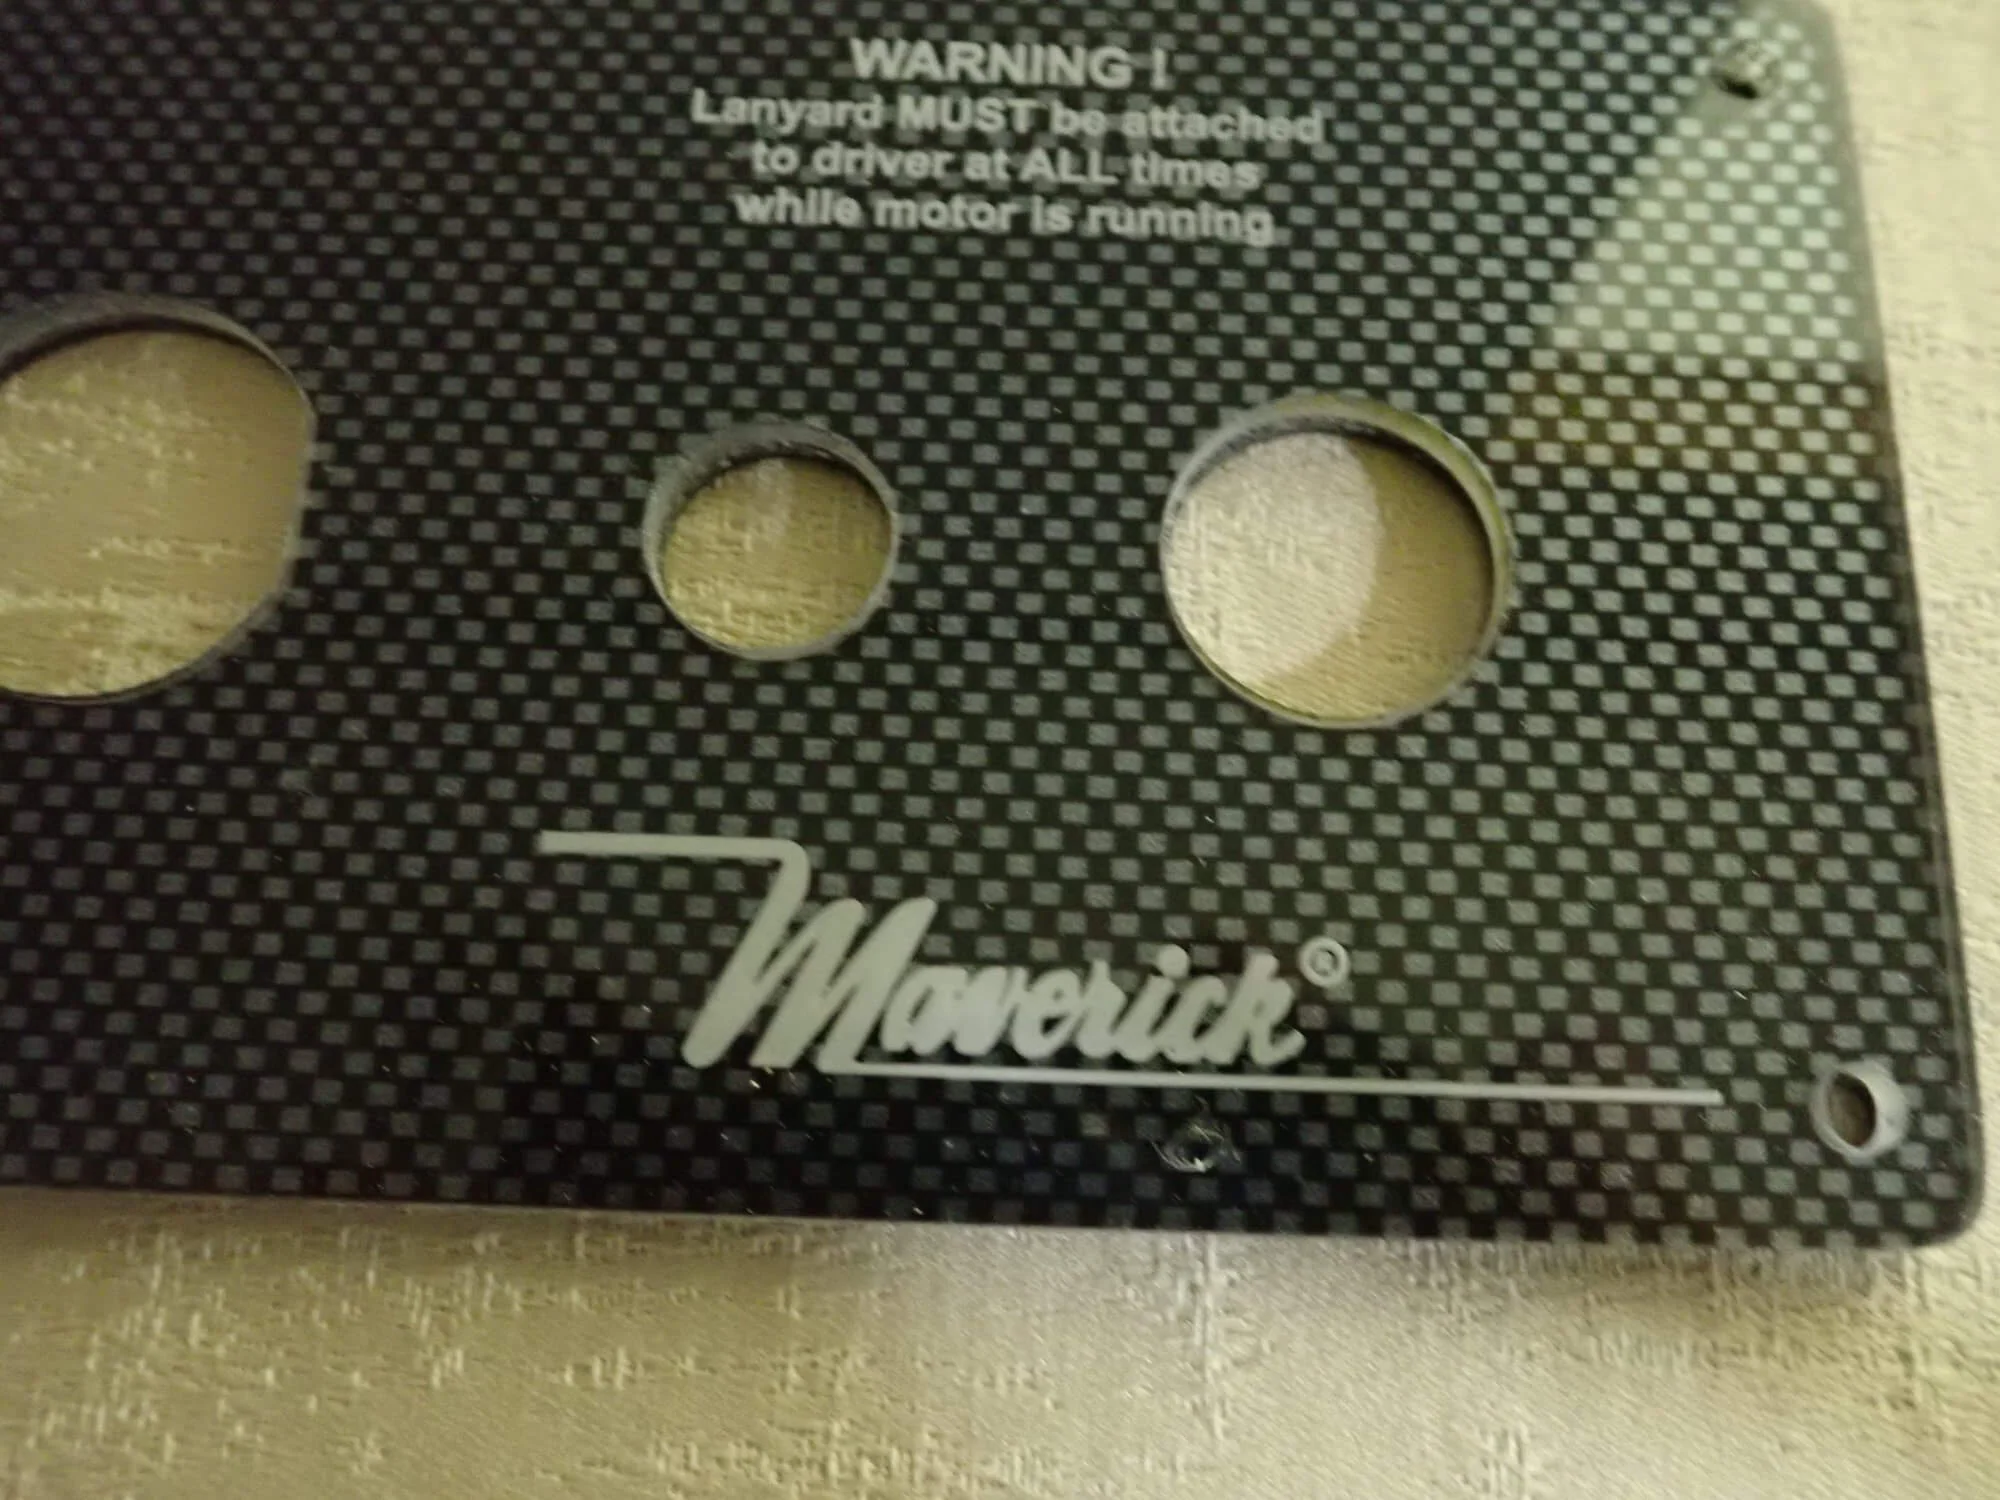 WARNING !
Lanyard MUST be attached
to driver at ALL times
while motor is running
Maverick®